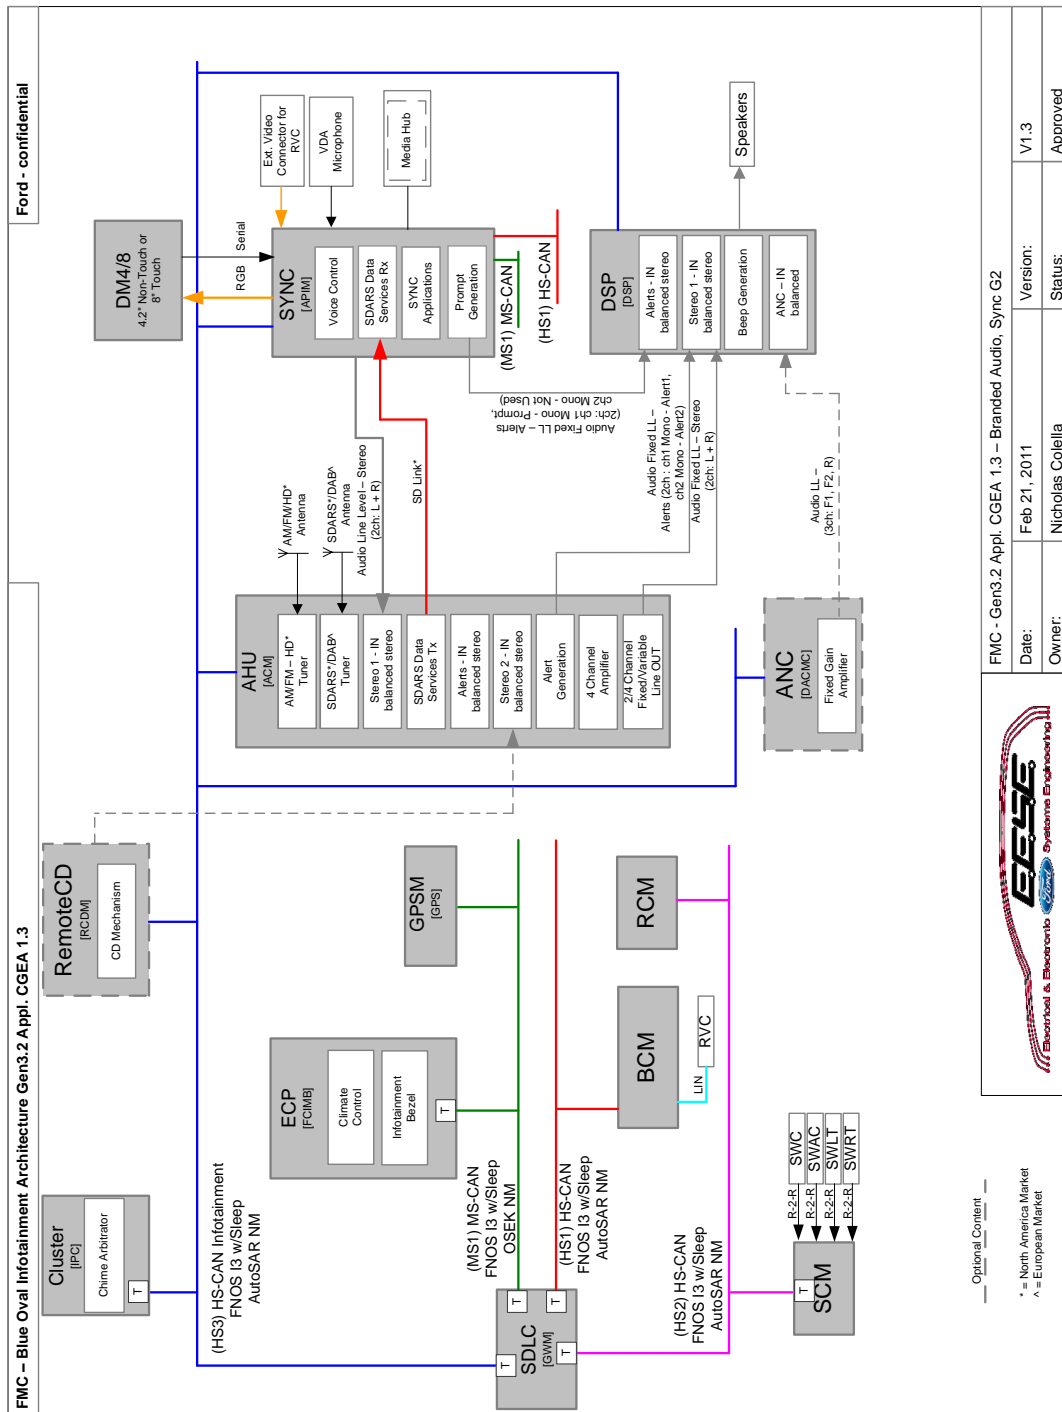 FMC – Blue Oval Infotainment Architecture Gen3.2 Appl. CGEA 1.3
Ford - confidential
Cluster
[IPC]
Chime Arbitrator
T
RemoteCD
[RCDM]
CD Mechanism
DM4/8
4.2" Non-Touch or
8" Touch
RGB
Serial
(HS3) HS-CAN Infotainment
FNOS I3 w/Sleep
AutoSAR NM
AHU
[ACM]
AM/FM – HD*
Tuner
SDARS*/DAB^
Tuner
Stereo 1 - IN
balanced stereo
SDARS Data
Services Tx
Alerts - IN
balanced stereo
Stereo 2 - IN
balanced stereo
Alert
Generation
4 Channel
Amplifier
2/4 Channel
Fixed/Variable
Line OUT
AM/FM/HD*
Antenna
SDARS*/DAB^
Antenna
Audio Line Level – Stereo
(2ch: L + R)
SD Link*
SYNC
[APIM]
Voice Control
SDARS Data
Services Rx
SYNC
Applications
Prompt
Generation
Ext. Video
Connector for
RVC
VDA
Microphone
Media Hub
(MS1) MS-CAN
(HS1) HS-CAN
Audio Fixed LL – Alerts
(2ch: ch1 Mono - Prompt,
ch2 Mono - Not Used)
ECP
[FCIMB]
Climate
Control
Infotainment
Bezel
T
GPSM
[GPS]
(MS1) MS-CAN
FNOS I3 w/Sleep
OSEK NM
(HS1) HS-CAN
FNOS I3 w/Sleep
AutoSAR NM
SDLC
[GWM]
T
T
T
T
BCM
LIN
RVC
RCM
(HS2) HS-CAN
FNOS I3 w/Sleep
AutoSAR NM
SCM
T
R-2-R
R-2-R
R-2-R
R-2-R
SWC
SWAC
SWLT
SWRT
Audio Fixed LL –
Alerts (2ch : ch1 Mono - Alert1,
ch2 Mono - Alert2)
Audio Fixed LL – Stereo
(2ch: L + R)
DSP
[DSP]
Alerts - IN
balanced stereo
Stereo 1 - IN
balanced stereo
Beep Generation
ANC – IN
balanced
Speakers
ANC
[DACMC]
Fixed Gain
Amplifier
Audio LL –
(3ch: F1, F2, R)
Optional Content
* = North America Market
^ = European Market
EESE
Electrical & Electronic Ford Systems Engineering
FMC - Gen3.2 Appl. CGEA 1.3 – Branded Audio, Sync G2
Date:
Feb 21, 2011
Version:
V1.3
Owner:
Nicholas Colella
Status:
Approved